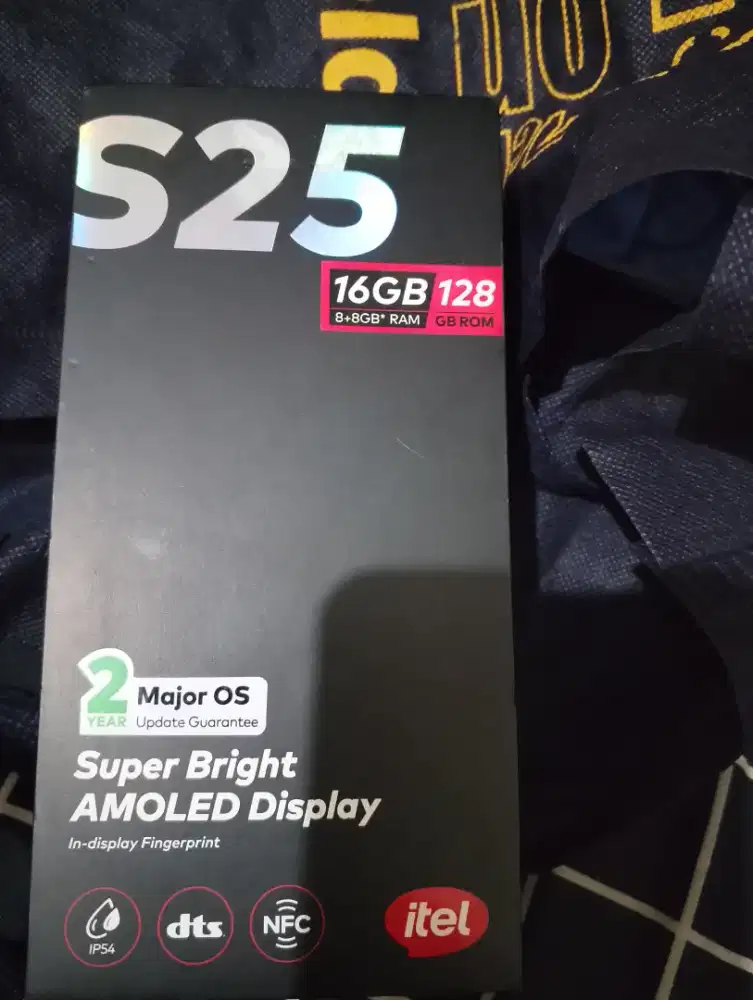 S25
16GB 128
8+8GB* RAM GB ROM
2 Major OS
YEAR Update Guarantee
Super Bright
AMOLED Display
In-display Fingerprint
IP54
dts
NFC
itel